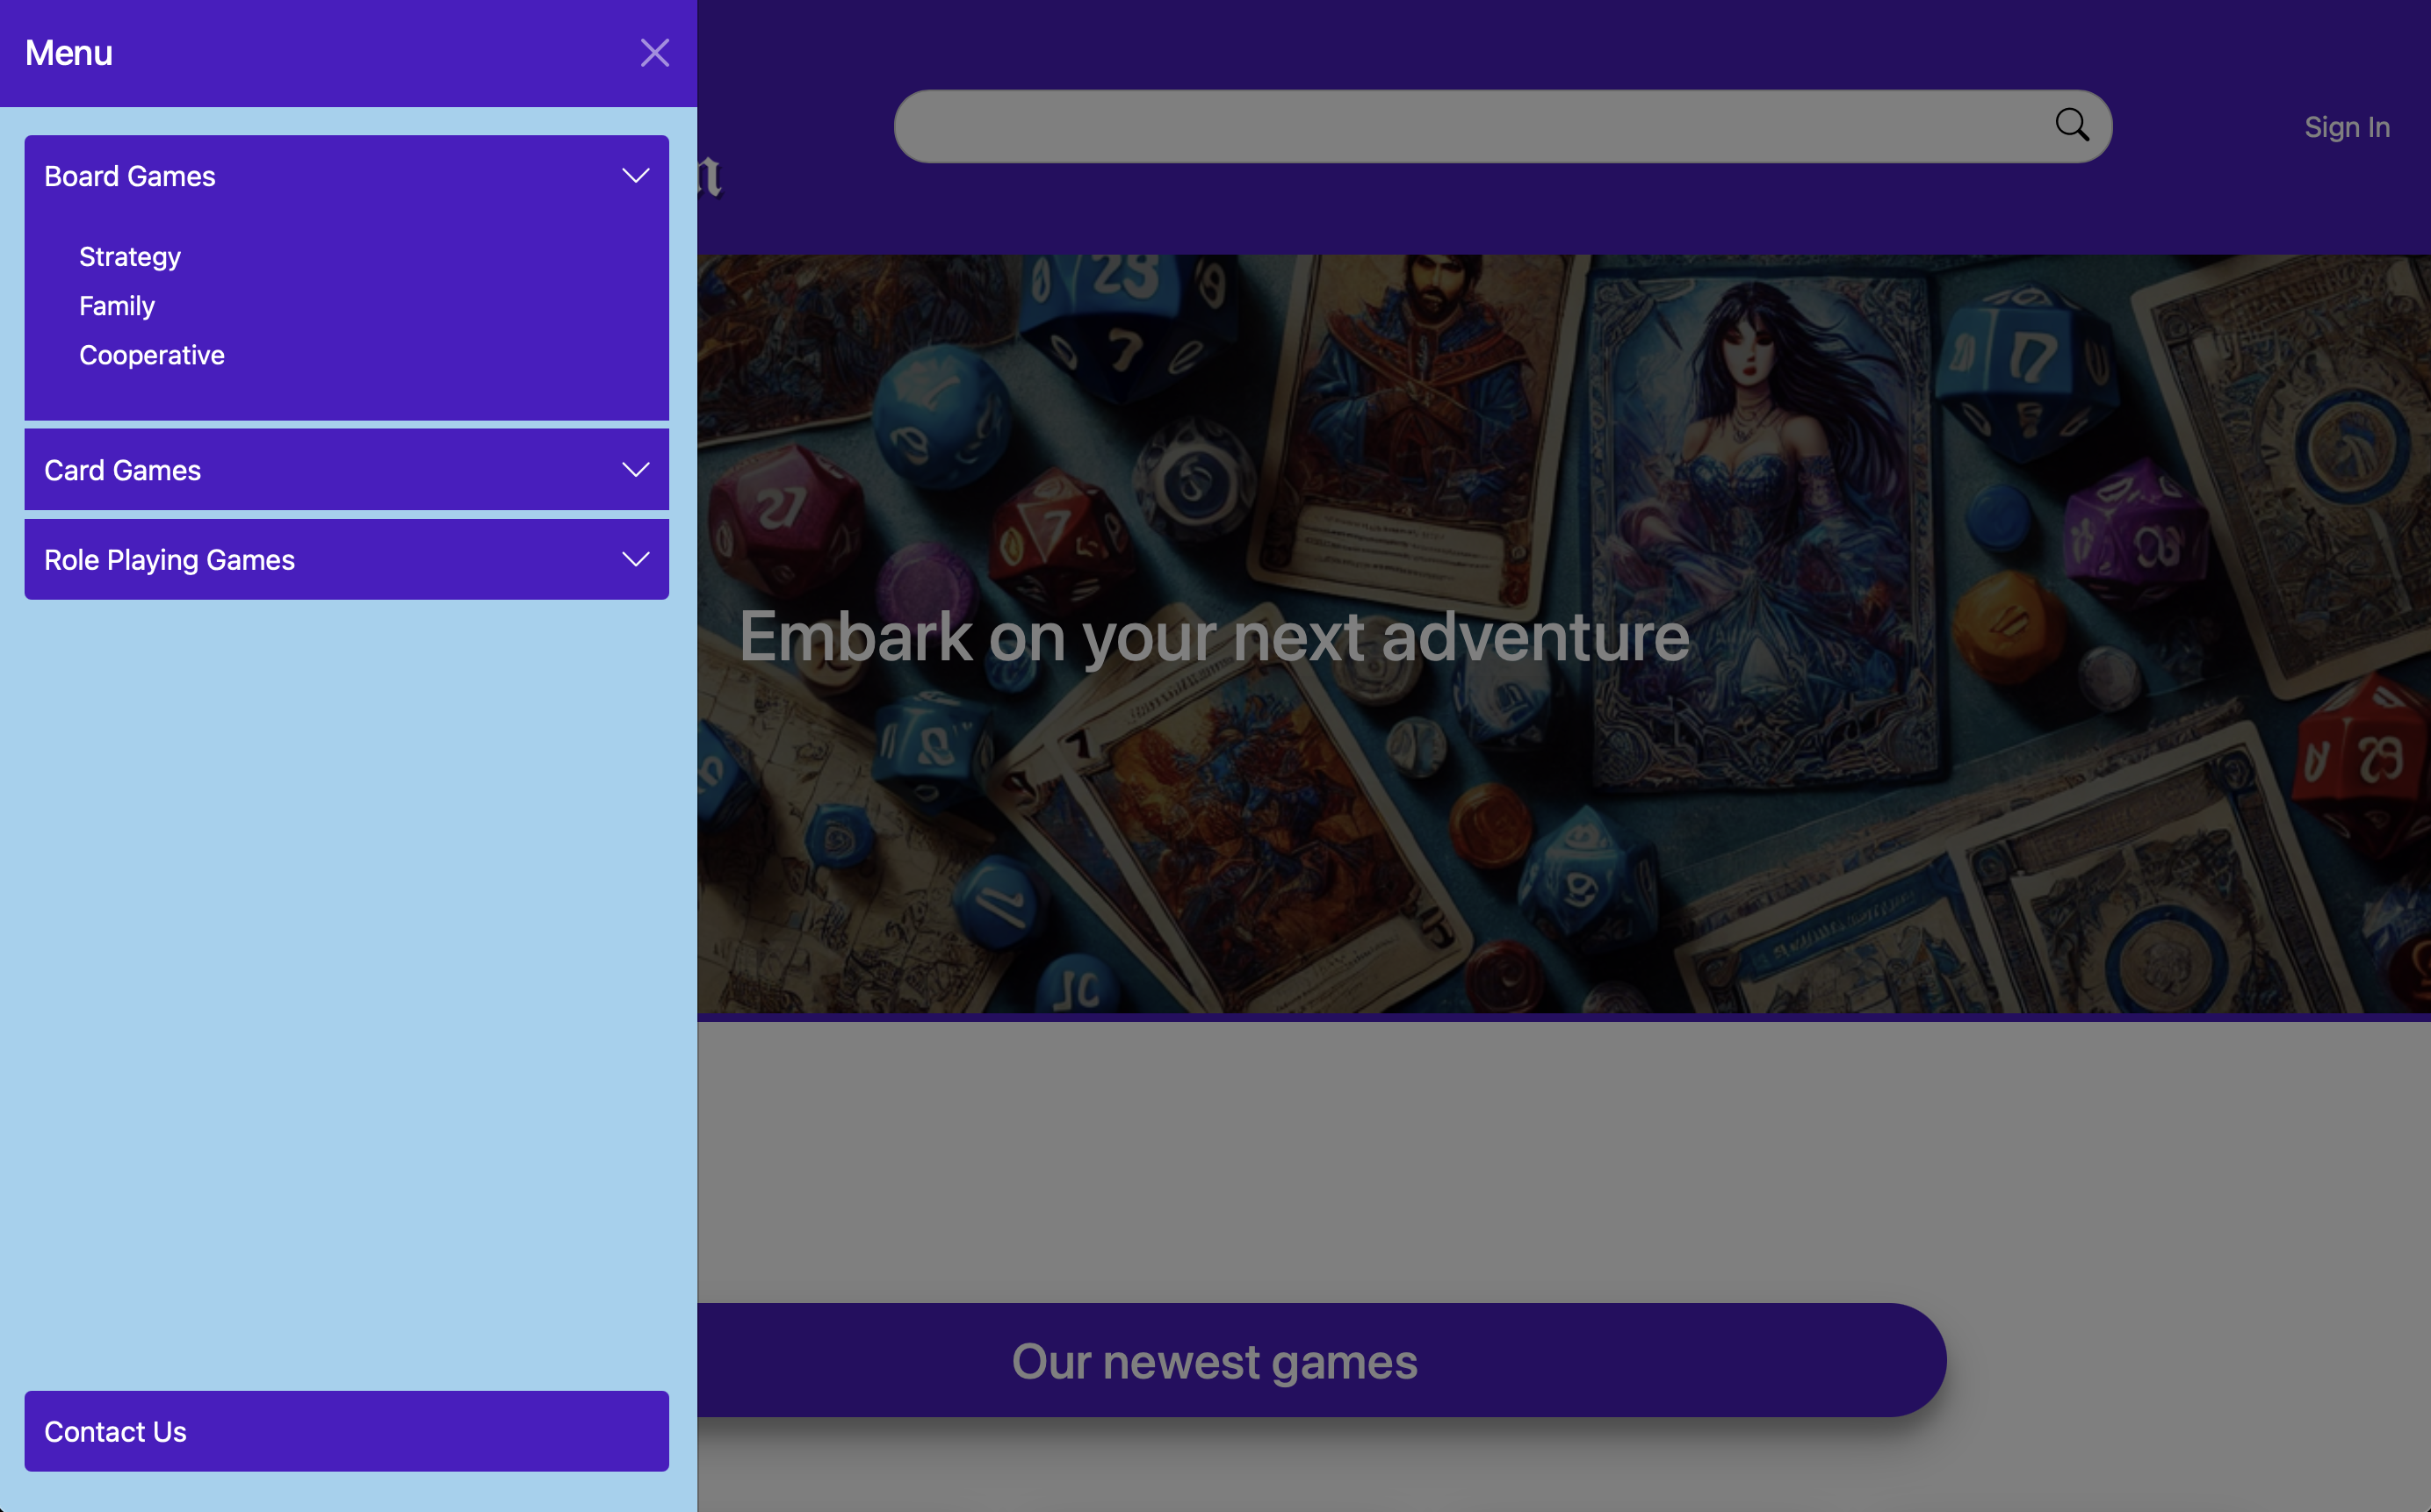 Menu
Sign In
Board Games
Strategy
Family
Cooperative
Card Games
Role Playing Games
Embark on your next adventure
Our newest games
Contact Us